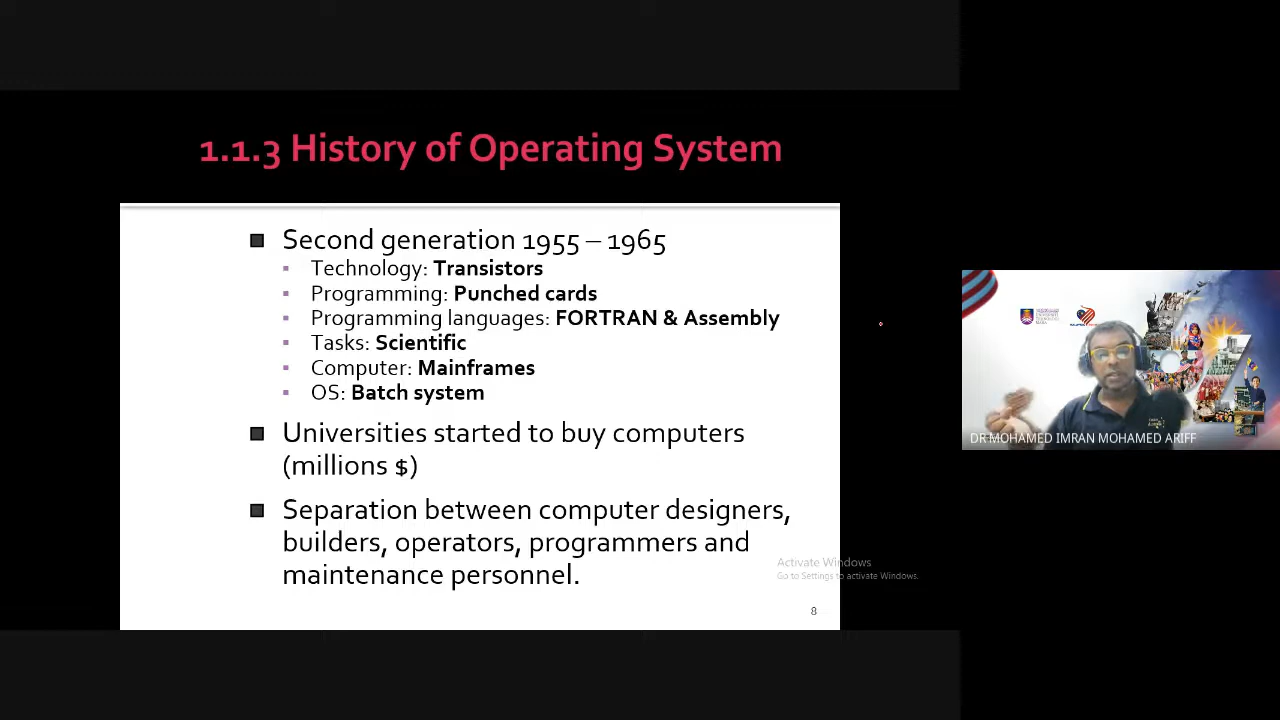 1.1.3 History of Operating System
Second generation 1955 – 1965
Technology: Transistors
Programming: Punched cards
Programming languages: FORTRAN & Assembly
Tasks: Scientific
Computer: Mainframes
OS: Batch system
Universities started to buy computers
(millions $)
Separation between computer designers,
builders, operators, programmers and
maintenance personnel.
Activate Windows
Go to Settings to activate Windows.
8
DR MOHAMED IMRAN MOHAMED ARIFF